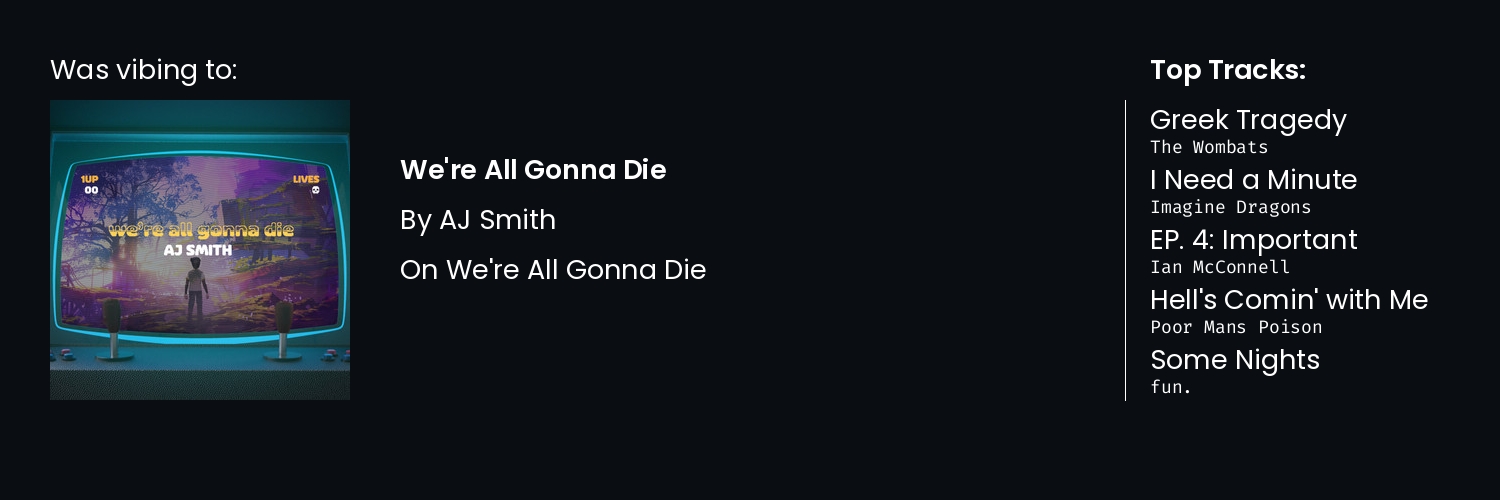 Was vibing to:
1UP
00
LIVES
we're all gonna die
AJ SMITH
We're All Gonna Die
By AJ Smith
On We're All Gonna Die
Top Tracks:
Greek Tragedy
The Wombats
I Need a Minute
Imagine Dragons
EP. 4: Important
Ian McConnell
Hell's Comin' with Me
Poor Mans Poison
Some Nights
fun.